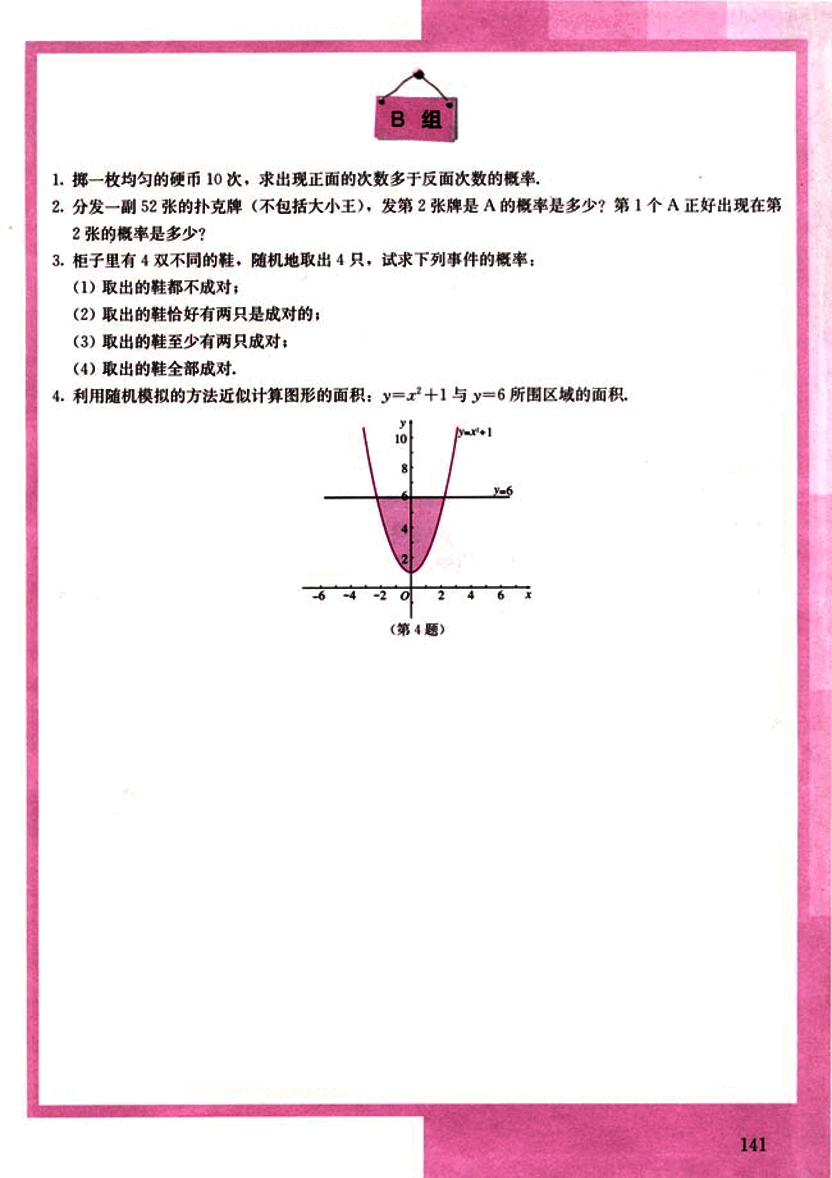 B 组
1. 掷一枚均匀的硬币 10 次，求出现正面的次数多于反面次数的概率.
2. 分发一副 52 张的扑克牌（不包括大小王），发第 2 张牌是 A 的概率是多少？第 1 个 A 正好出现在第
2 张的概率是多少？
3. 柜子里有 4 双不同的鞋，随机地取出 4 只，试求下列事件的概率：
(1) 取出的鞋都不成对；
(2) 取出的鞋恰好有两只是成对的；
(3) 取出的鞋至少有两只成对；
(4) 取出的鞋全部成对.
4. 利用随机模拟的方法近似计算图形的面积：y=x²+1 与 y=6 所围区域的面积.
y
10
y=x²+1
8
6
y=6
4
2
-6 -4 -2 O 2 4 6 x
（第 4 题）
141